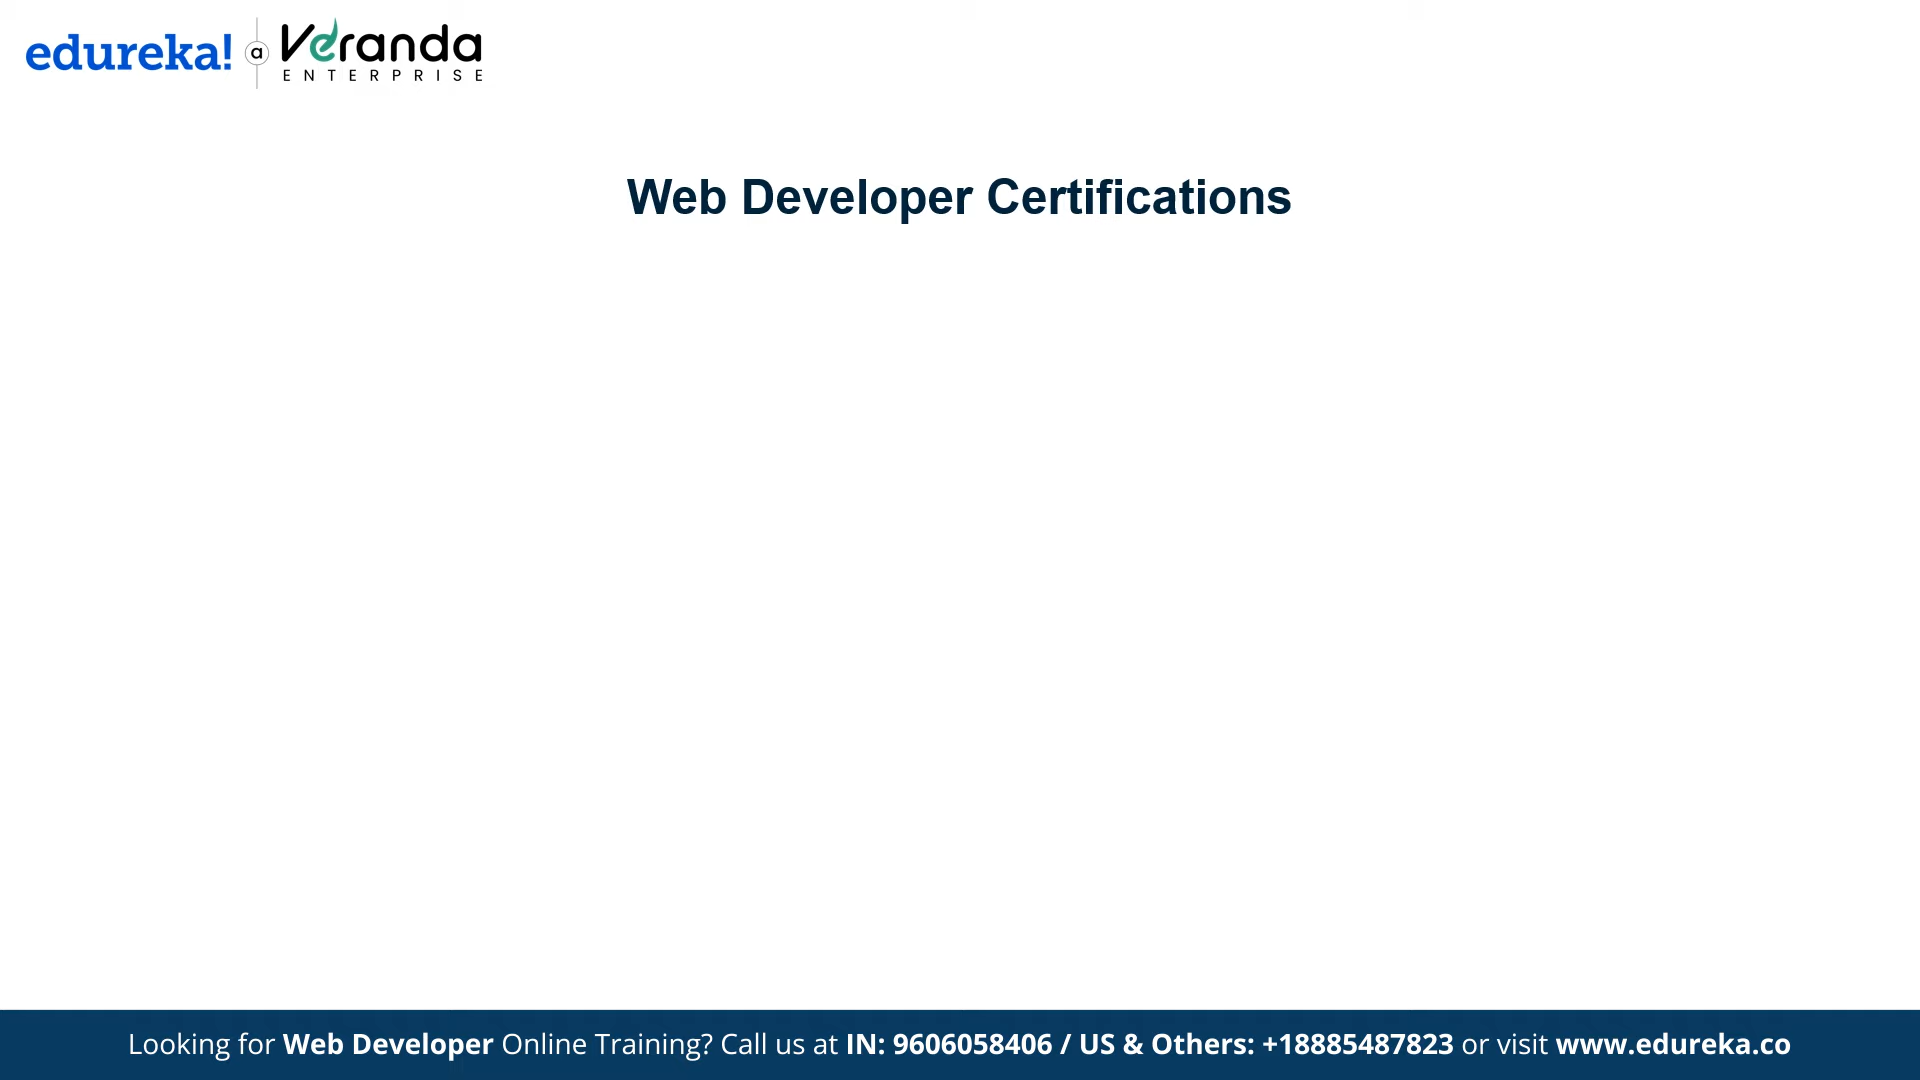 edureka! a Veranda
ENTERPRISE
Web Developer Certifications
Looking for Web Developer Online Training? Call us at IN: 9606058406 / US & Others: +18885487823 or visit www.edureka.co